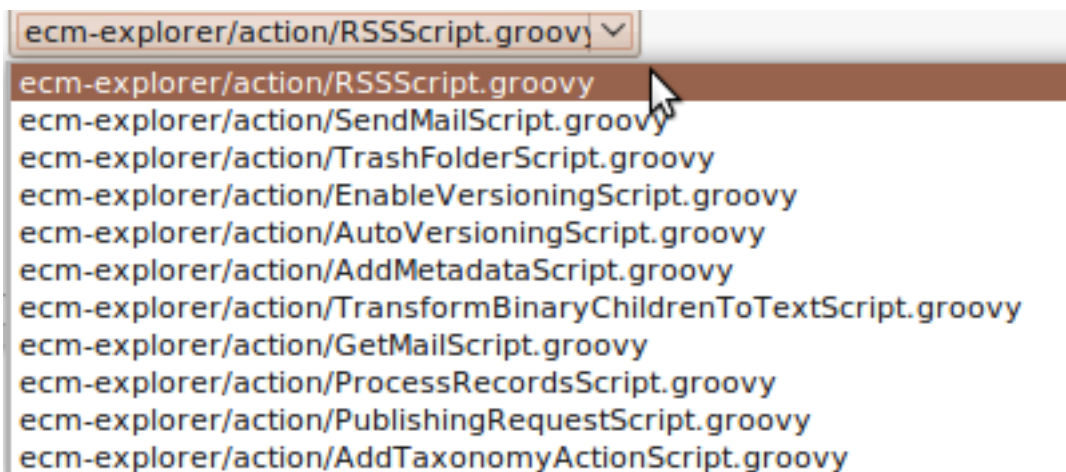 ecm-explorer/action/RSSScript.groovy
ecm-explorer/action/RSSScript.groovy
ecm-explorer/action/SendMailScript.groovy
ecm-explorer/action/TrashFolderScript.groovy
ecm-explorer/action/EnableVersioningScript.groovy
ecm-explorer/action/AutoVersioningScript.groovy
ecm-explorer/action/AddMetadataScript.groovy
ecm-explorer/action/TransformBinaryChildrenToTextScript.groovy
ecm-explorer/action/GetMailScript.groovy
ecm-explorer/action/ProcessRecordsScript.groovy
ecm-explorer/action/PublishingRequestScript.groovy
ecm-explorer/action/AddTaxonomyActionScript.groovy